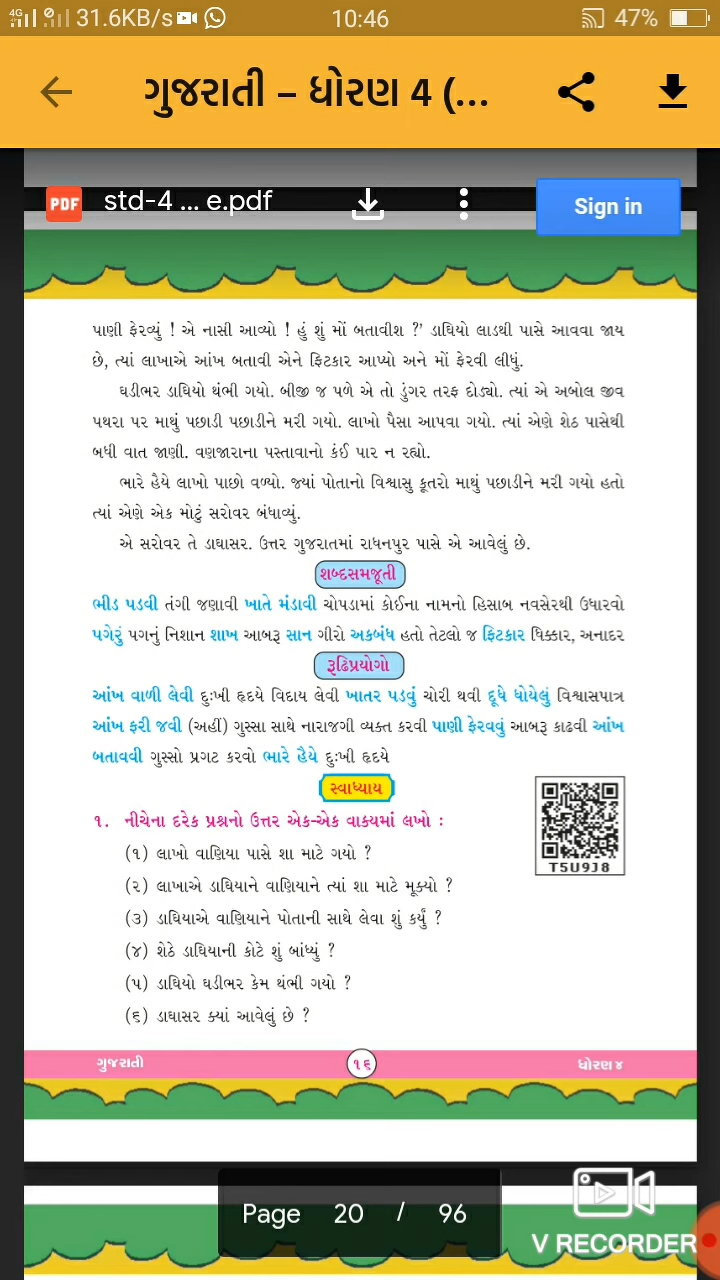 4G 31.6KB/s 10:46 47%
ગુજરાતી – ધોરણ 4 (...
PDF std-4 ... e.pdf Sign in
પાણી ફેરવ્યું ! એ નાસી આવ્યો ! હું શું મોં બતાવીશ ?' ડાઘિયો લાડથી પાસે આવવા જાય
છે, ત્યાં લાખાએ આંખ બતાવી એને ફિટકાર આપ્યો અને મોં ફેરવી લીધું.
ઘડીભર ડાઘિયો થંભી ગયો. બીજી જ પળે એ તો ડુંગર તરફ દોડ્યો. ત્યાં એ અબોલ જીવ
પથરા પર માથું પછાડી પછાડીને મરી ગયો. લાખો પૈસા આપવા ગયો. ત્યાં એણે શેઠ પાસેથી
બધી વાત જાણી. વણજારાના પસ્તાવાનો કંઈ પાર ન રહ્યો.
ભારે હૈયે લાખો પાછો વળ્યો. જ્યાં પોતાનો વિશ્વાસુ કૂતરો માથું પછાડીને મરી ગયો હતો
ત્યાં એણે એક મોટું સરોવર બંધાવ્યું.
એ સરોવર તે ડાઘાસર. ઉત્તર ગુજરાતમાં રાધનપુર પાસે એ આવેલું છે.
શબ્દસમજૂતી
ભીડ પડવી તંગી જણાવી ખાતે મંડાવી ચોપડામાં કોઈના નામનો હિસાબ નવસેરથી ઉધારવો
પગેરું પગનું નિશાન શાખ આબરૂ સાન ગીરો અકબંધ હતો તેટલો જ ફિટકાર ધિક્કાર, અનાદર
રૂઢિપ્રયોગો
આંખ વાળી લેવી દુઃખી હૃદયે વિદાય લેવી ખાતર પડવું ચોરી થવી દૂધે ધોયેલું વિશ્વાસપાત્ર
આંખ ફરી જવી (અહીં) ગુસ્સા સાથે નારાજગી વ્યક્ત કરવી પાણી ફેરવવું આબરૂ કાઢવી આંખ
બતાવવી ગુસ્સો પ્રગટ કરવો ભારે હૈયે દુઃખી હૃદયે
સ્વાધ્યાય
૧. નીચેના દરેક પ્રશ્નનો ઉત્તર એક-એક વાક્યમાં લખો :
(૧) લાખો વાણિયા પાસે શા માટે ગયો ?
T5U9J8
(૨) લાખાએ ડાઘિયાને વાણિયાને ત્યાં શા માટે મૂક્યો ?
(૩) ડાઘિયાએ વાણિયાને પોતાની સાથે લેવા શું કર્યું ?
(૪) શેઠે ડાઘિયાની કોટે શું બાંધ્યું ?
(૫) ડાઘિયો ઘડીભર કેમ થંભી ગયો ?
(૬) ડાઘાસર ક્યાં આવેલું છે ?
ગુજરાતી ૧૬ ધોરણ ૪
Page 20 / 96
V RECORDER